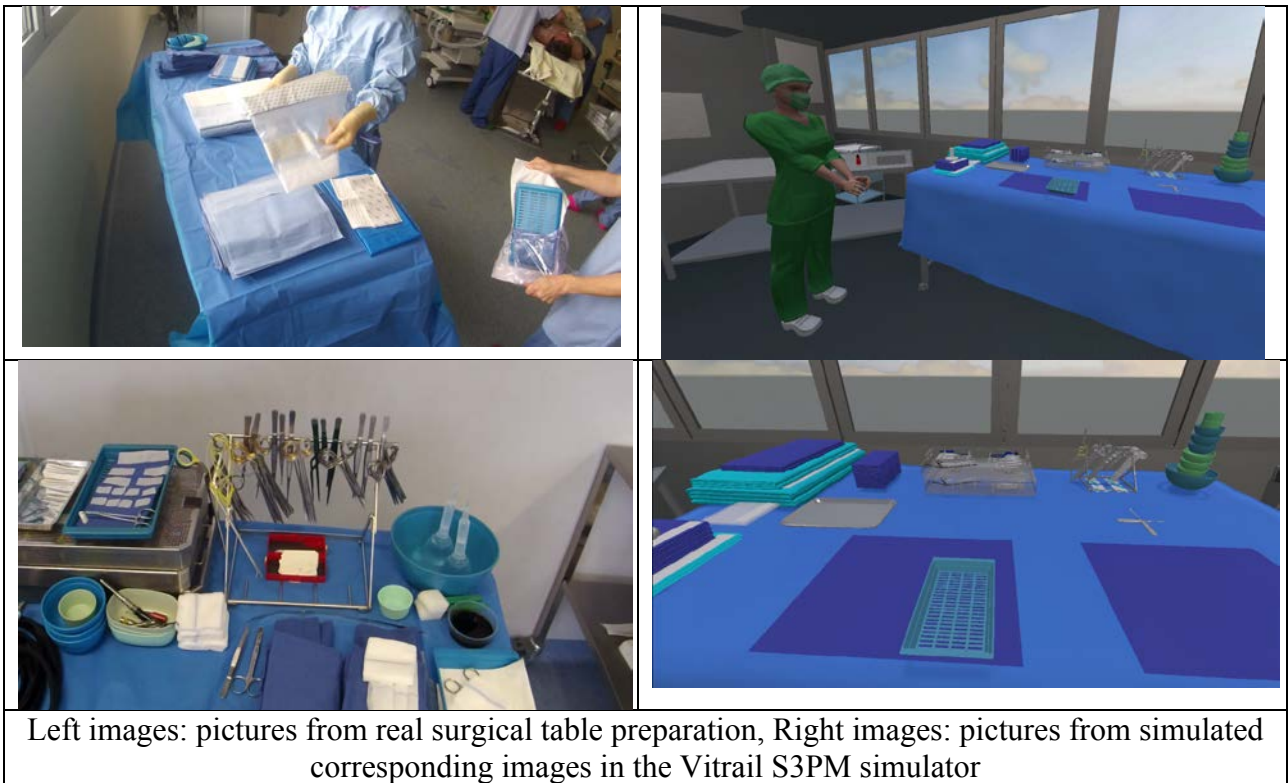 Left images: pictures from real surgical table preparation, Right images: pictures from simulated
corresponding images in the Vitrail S3PM simulator